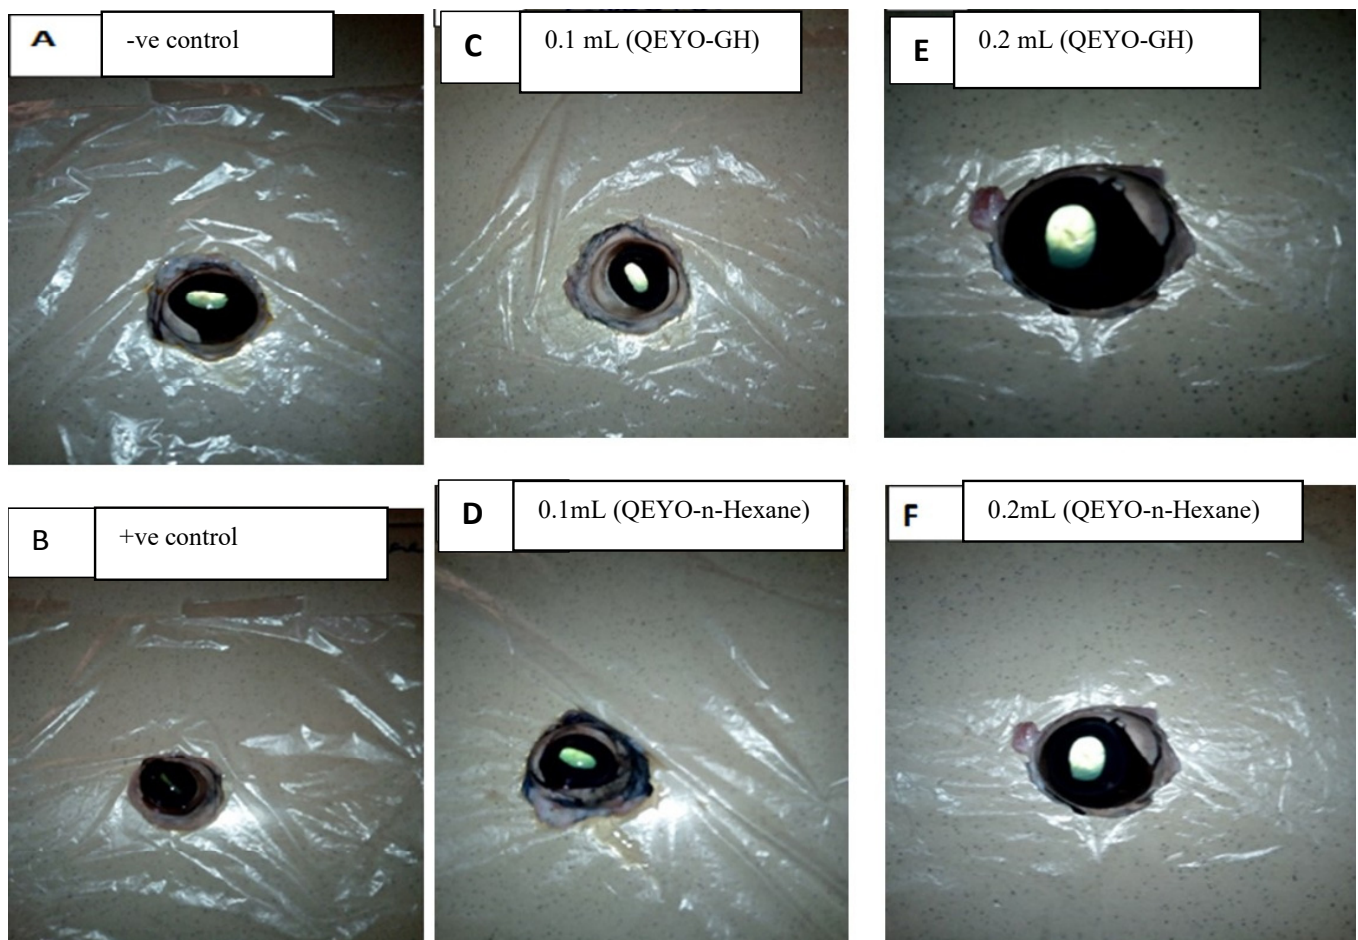 A
-ve control
C
0.1 mL (QEYO-GH)
E
0.2 mL (QEYO-GH)
B
+ve control
D
0.1mL (QEYO-n-Hexane)
F
0.2mL (QEYO-n-Hexane)